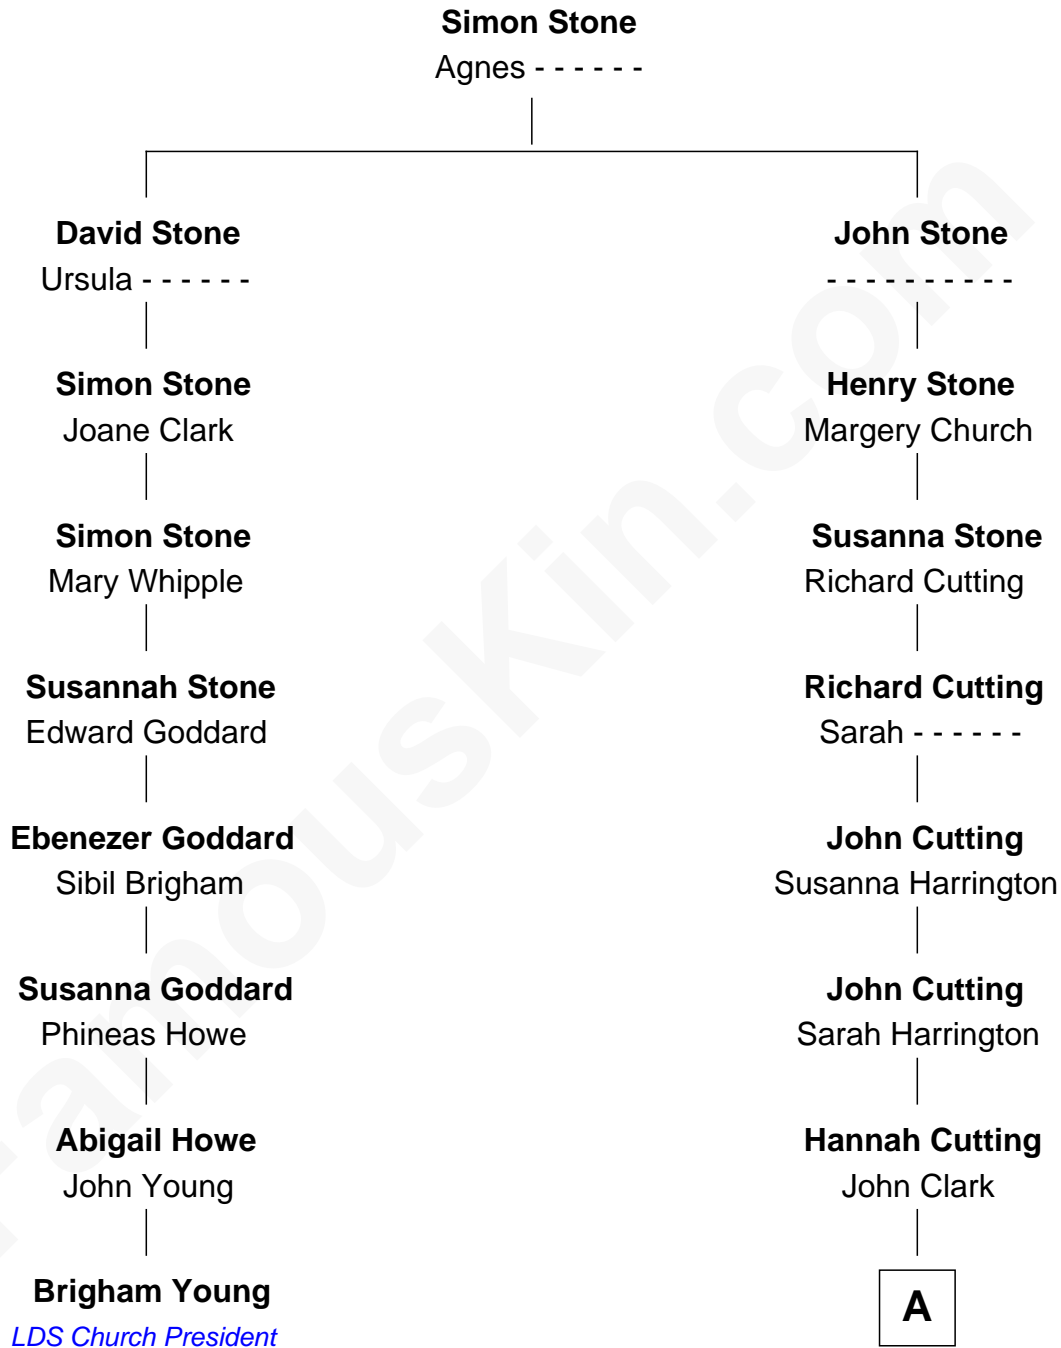 Simon Stone
Agnes - - - - - -
David Stone
Ursula - - - - - -
John Stone
- - - - - - - - - -
Simon Stone
Joane Clark
Henry Stone
Margery Church
Simon Stone
Mary Whipple
Susanna Stone
Richard Cutting
Susannah Stone
Edward Goddard
Richard Cutting
Sarah - - - - - -
Ebenezer Goddard
Sibil Brigham
John Cutting
Susanna Harrington
Susanna Goddard
Phineas Howe
John Cutting
Sarah Harrington
Abigail Howe
John Young
Hannah Cutting
John Clark
Brigham Young
LDS Church President
A
FamousKin.com